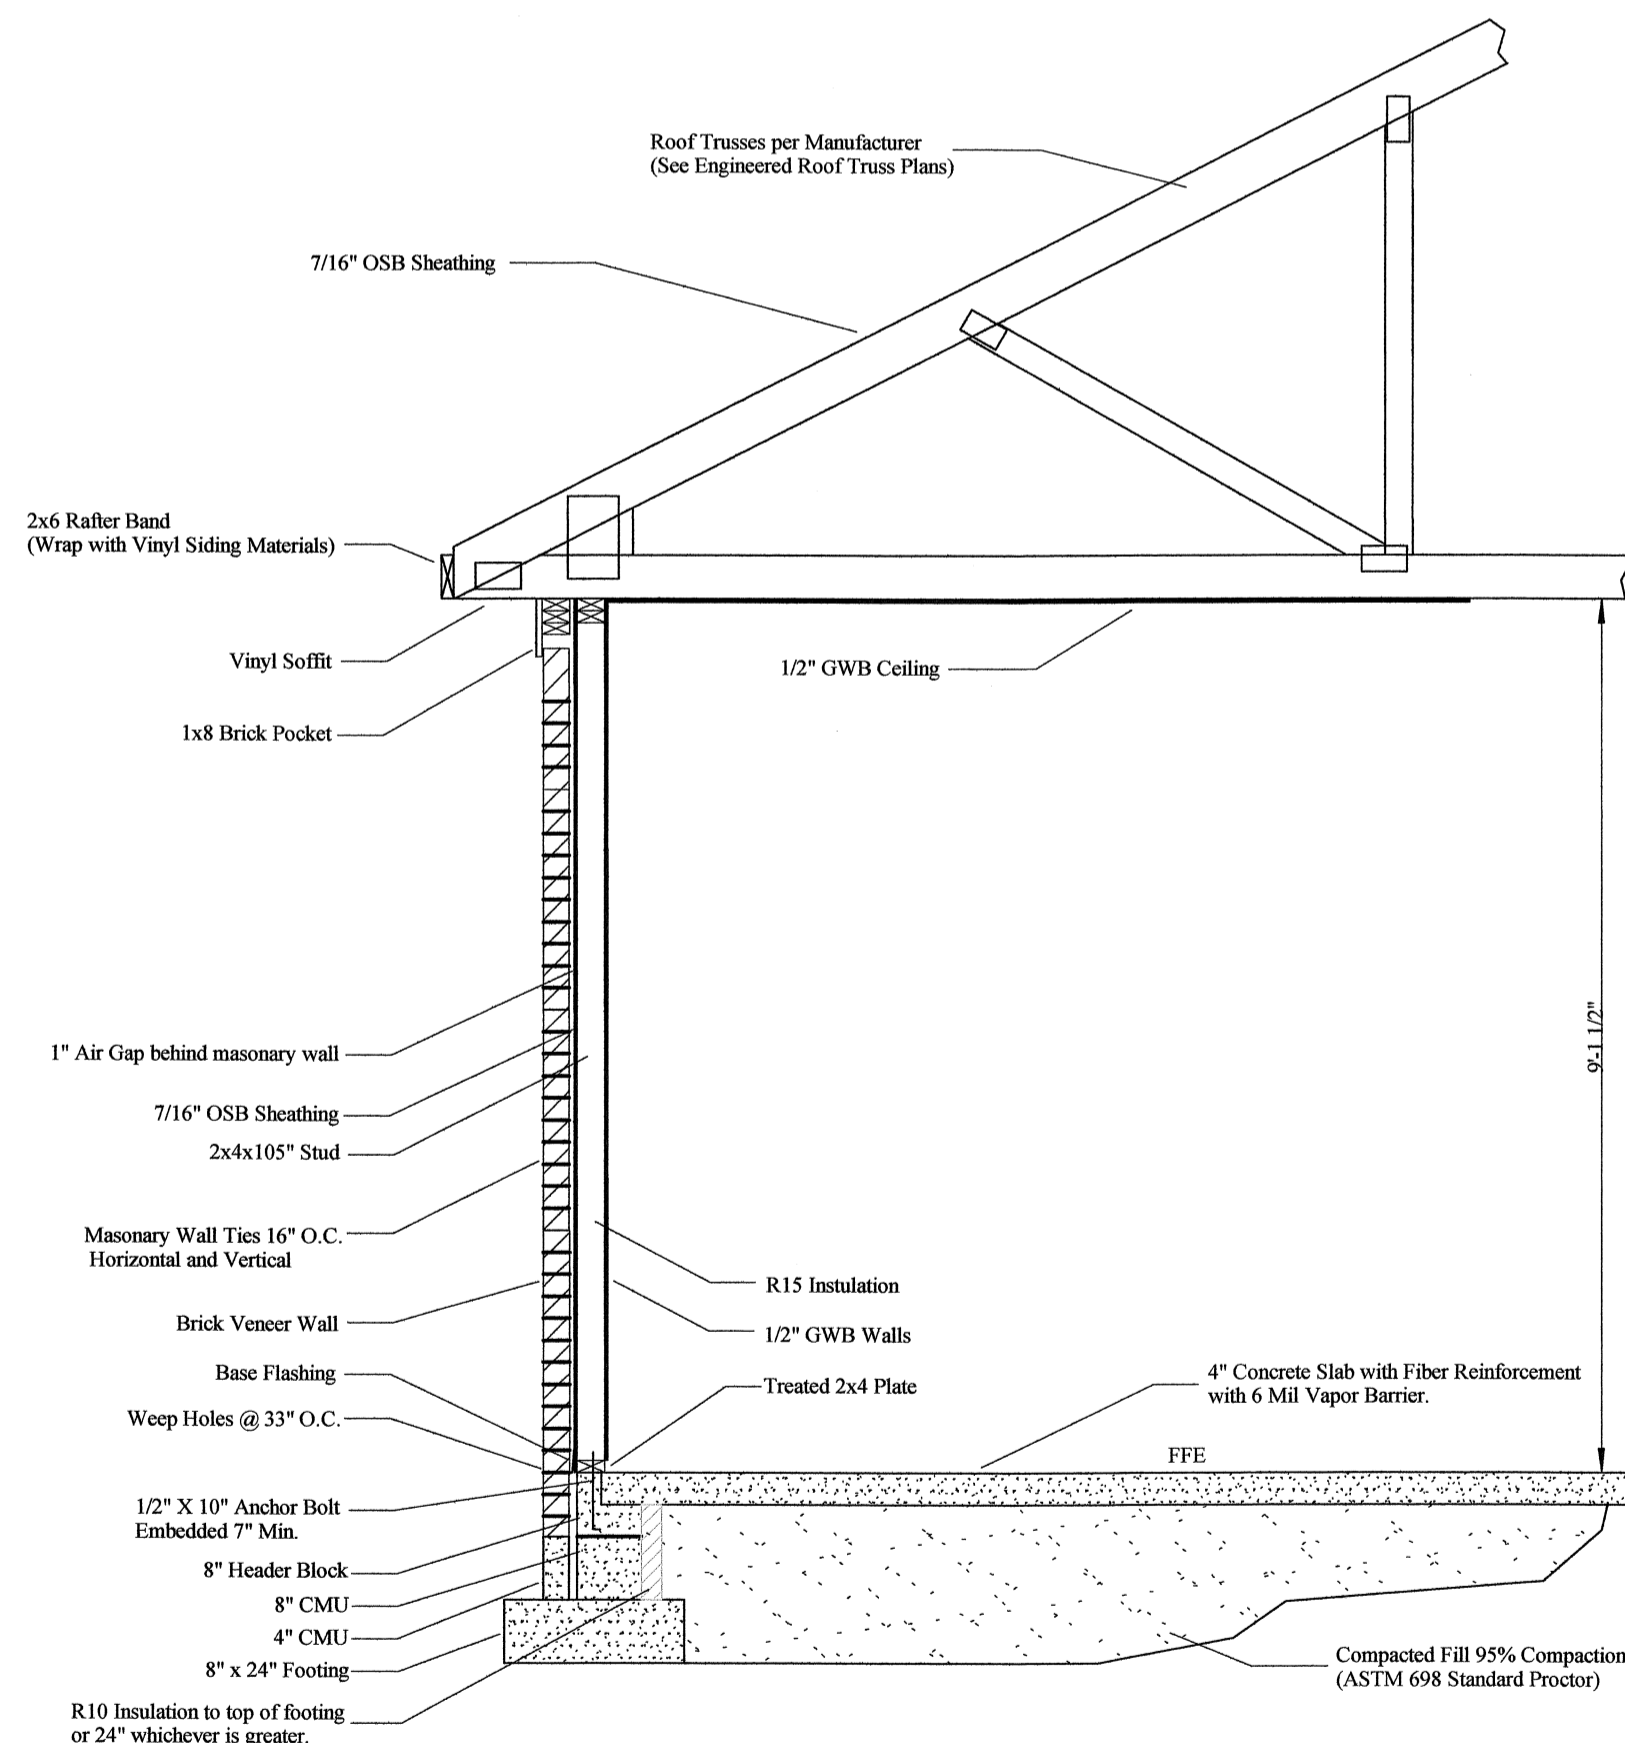 Roof Trusses per Manufacturer
(See Engineered Roof Truss Plans)
7/16" OSB Sheathing
2x6 Rafter Band
(Wrap with Vinyl Siding Materials)
Vinyl Soffit
1/2" GWB Ceiling
1x8 Brick Pocket
9'-1 1/2"
1" Air Gap behind masonary wall
7/16" OSB Sheathing
2x4x105" Stud
Masonary Wall Ties 16" O.C.
Horizontal and Vertical
R15 Instulation
Brick Veneer Wall
1/2" GWB Walls
Base Flashing
Treated 2x4 Plate
4" Concrete Slab with Fiber Reinforcement
with 6 Mil Vapor Barrier.
Weep Holes @ 33" O.C.
FFE
1/2" X 10" Anchor Bolt
Embedded 7" Min.
8" Header Block
8" CMU
4" CMU
8" x 24" Footing
Compacted Fill 95% Compaction
(ASTM 698 Standard Proctor)
R10 Insulation to top of footing
or 24" whichever is greater.